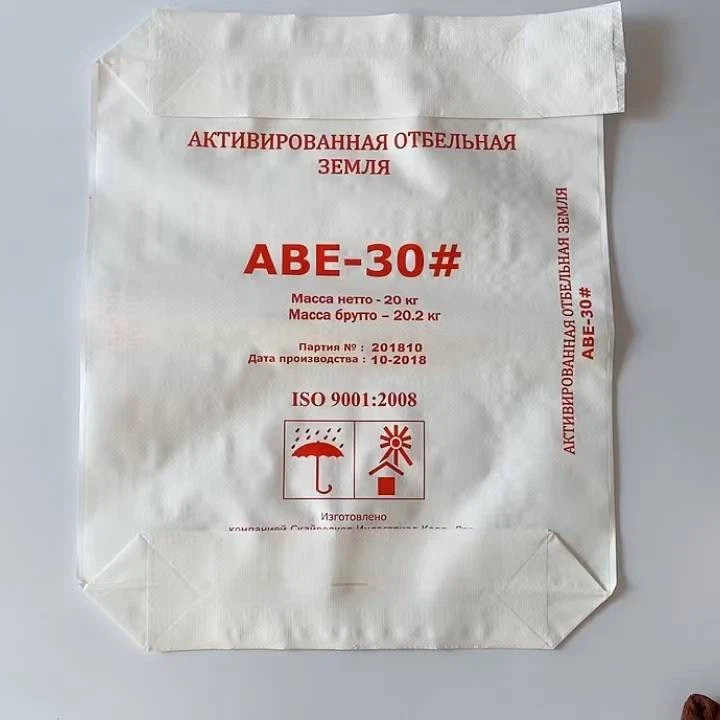 АКТИВИРОВАННАЯ ОТБЕЛЬНАЯ
ЗЕМЛЯ
ABE-30#
Масса нетто - 20 кг
Масса брутто – 20.2 кг
Партия № : 201810
Дата производства : 10-2018
ISO 9001:2008
Изготовлено
компанией
АКТИВИРОВАННАЯ ОТБЕЛЬНАЯ ЗЕМЛЯ
ABE-30#